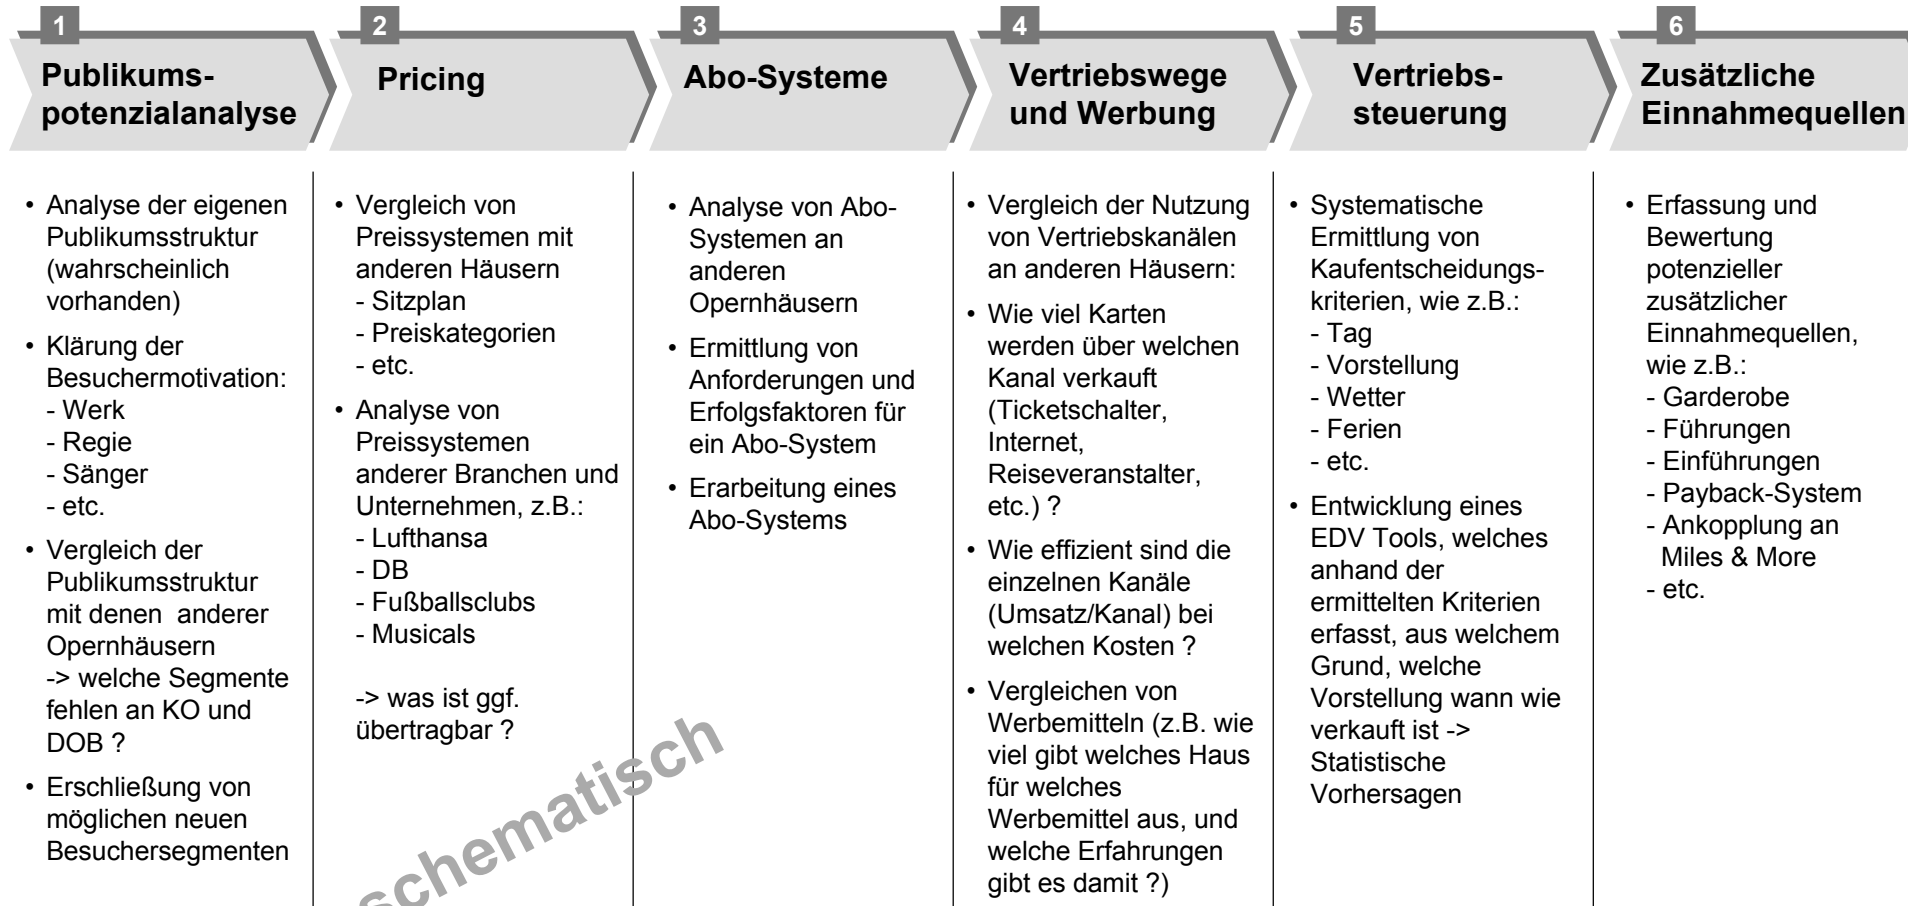 1
Publikums-
potenzialanalyse
• Analyse der eigenen
Publikumsstruktur
(wahrscheinlich
vorhanden)
• Klärung der
Besuchermotivation:
- Werk
- Regie
- Sänger
- etc.
• Vergleich der
Publikumsstruktur
mit denen  anderer
Opernhäusern
-> welche Segmente
fehlen an KO und
DOB ?
• Erschließung von
möglichen neuen
Besuchersegmenten
2
Pricing
• Vergleich von
Preissystemen mit
anderen Häusern
- Sitzplan
- Preiskategorien
- etc.
• Analyse von
Preissystemen
anderer Branchen und
Unternehmen, z.B.:
- Lufthansa
- DB
- Fußballsclubs
- Musicals
-> was ist ggf.
übertragbar ?
3
Abo-Systeme
• Analyse von Abo-
Systemen an
anderen
Opernhäusern
• Ermittlung von
Anforderungen und
Erfolgsfaktoren für
ein Abo-System
• Erarbeitung eines
Abo-Systems
4
Vertriebswege
und Werbung
• Vergleich der Nutzung
von Vertriebskanälen
an anderen Häusern:
• Wie viel Karten
werden über welchen
Kanal verkauft
(Ticketschalter,
Internet,
Reiseveranstalter,
etc.) ?
• Wie effizient sind die
einzelnen Kanäle
(Umsatz/Kanal) bei
welchen Kosten ?
• Vergleichen von
Werbemitteln (z.B. wie
viel gibt welches Haus
für welches
Werbemittel aus, und
welche Erfahrungen
gibt es damit ?)
5
Vertriebs-
steuerung
• Systematische
Ermittlung von
Kaufentscheidungs-
kriterien, wie z.B.:
- Tag
- Vorstellung
- Wetter
- Ferien
- etc.
• Entwicklung eines
EDV Tools, welches
anhand der
ermittelten Kriterien
erfasst, aus welchem
Grund, welche
Vorstellung wann wie
verkauft ist ->
Statistische
Vorhersagen
6
Zusätzliche
Einnahmequellen
• Erfassung und
Bewertung
potenzieller
zusätzlicher
Einnahmequellen,
wie z.B.:
- Garderobe
- Führungen
- Einführungen
- Payback-System
- Ankopplung an
Miles & More
- etc.
schematisch